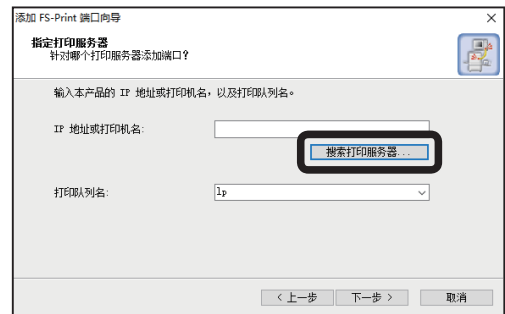 添加 FS-Print 端口向导
指定打印服务器
针对哪个打印服务器添加端口?
输入本产品的 IP 地址或打印机名，以及打印队列名。
IP 地址或打印机名:
搜索打印服务器...
打印队列名:
lp
< 上一步
下一步 >
取消